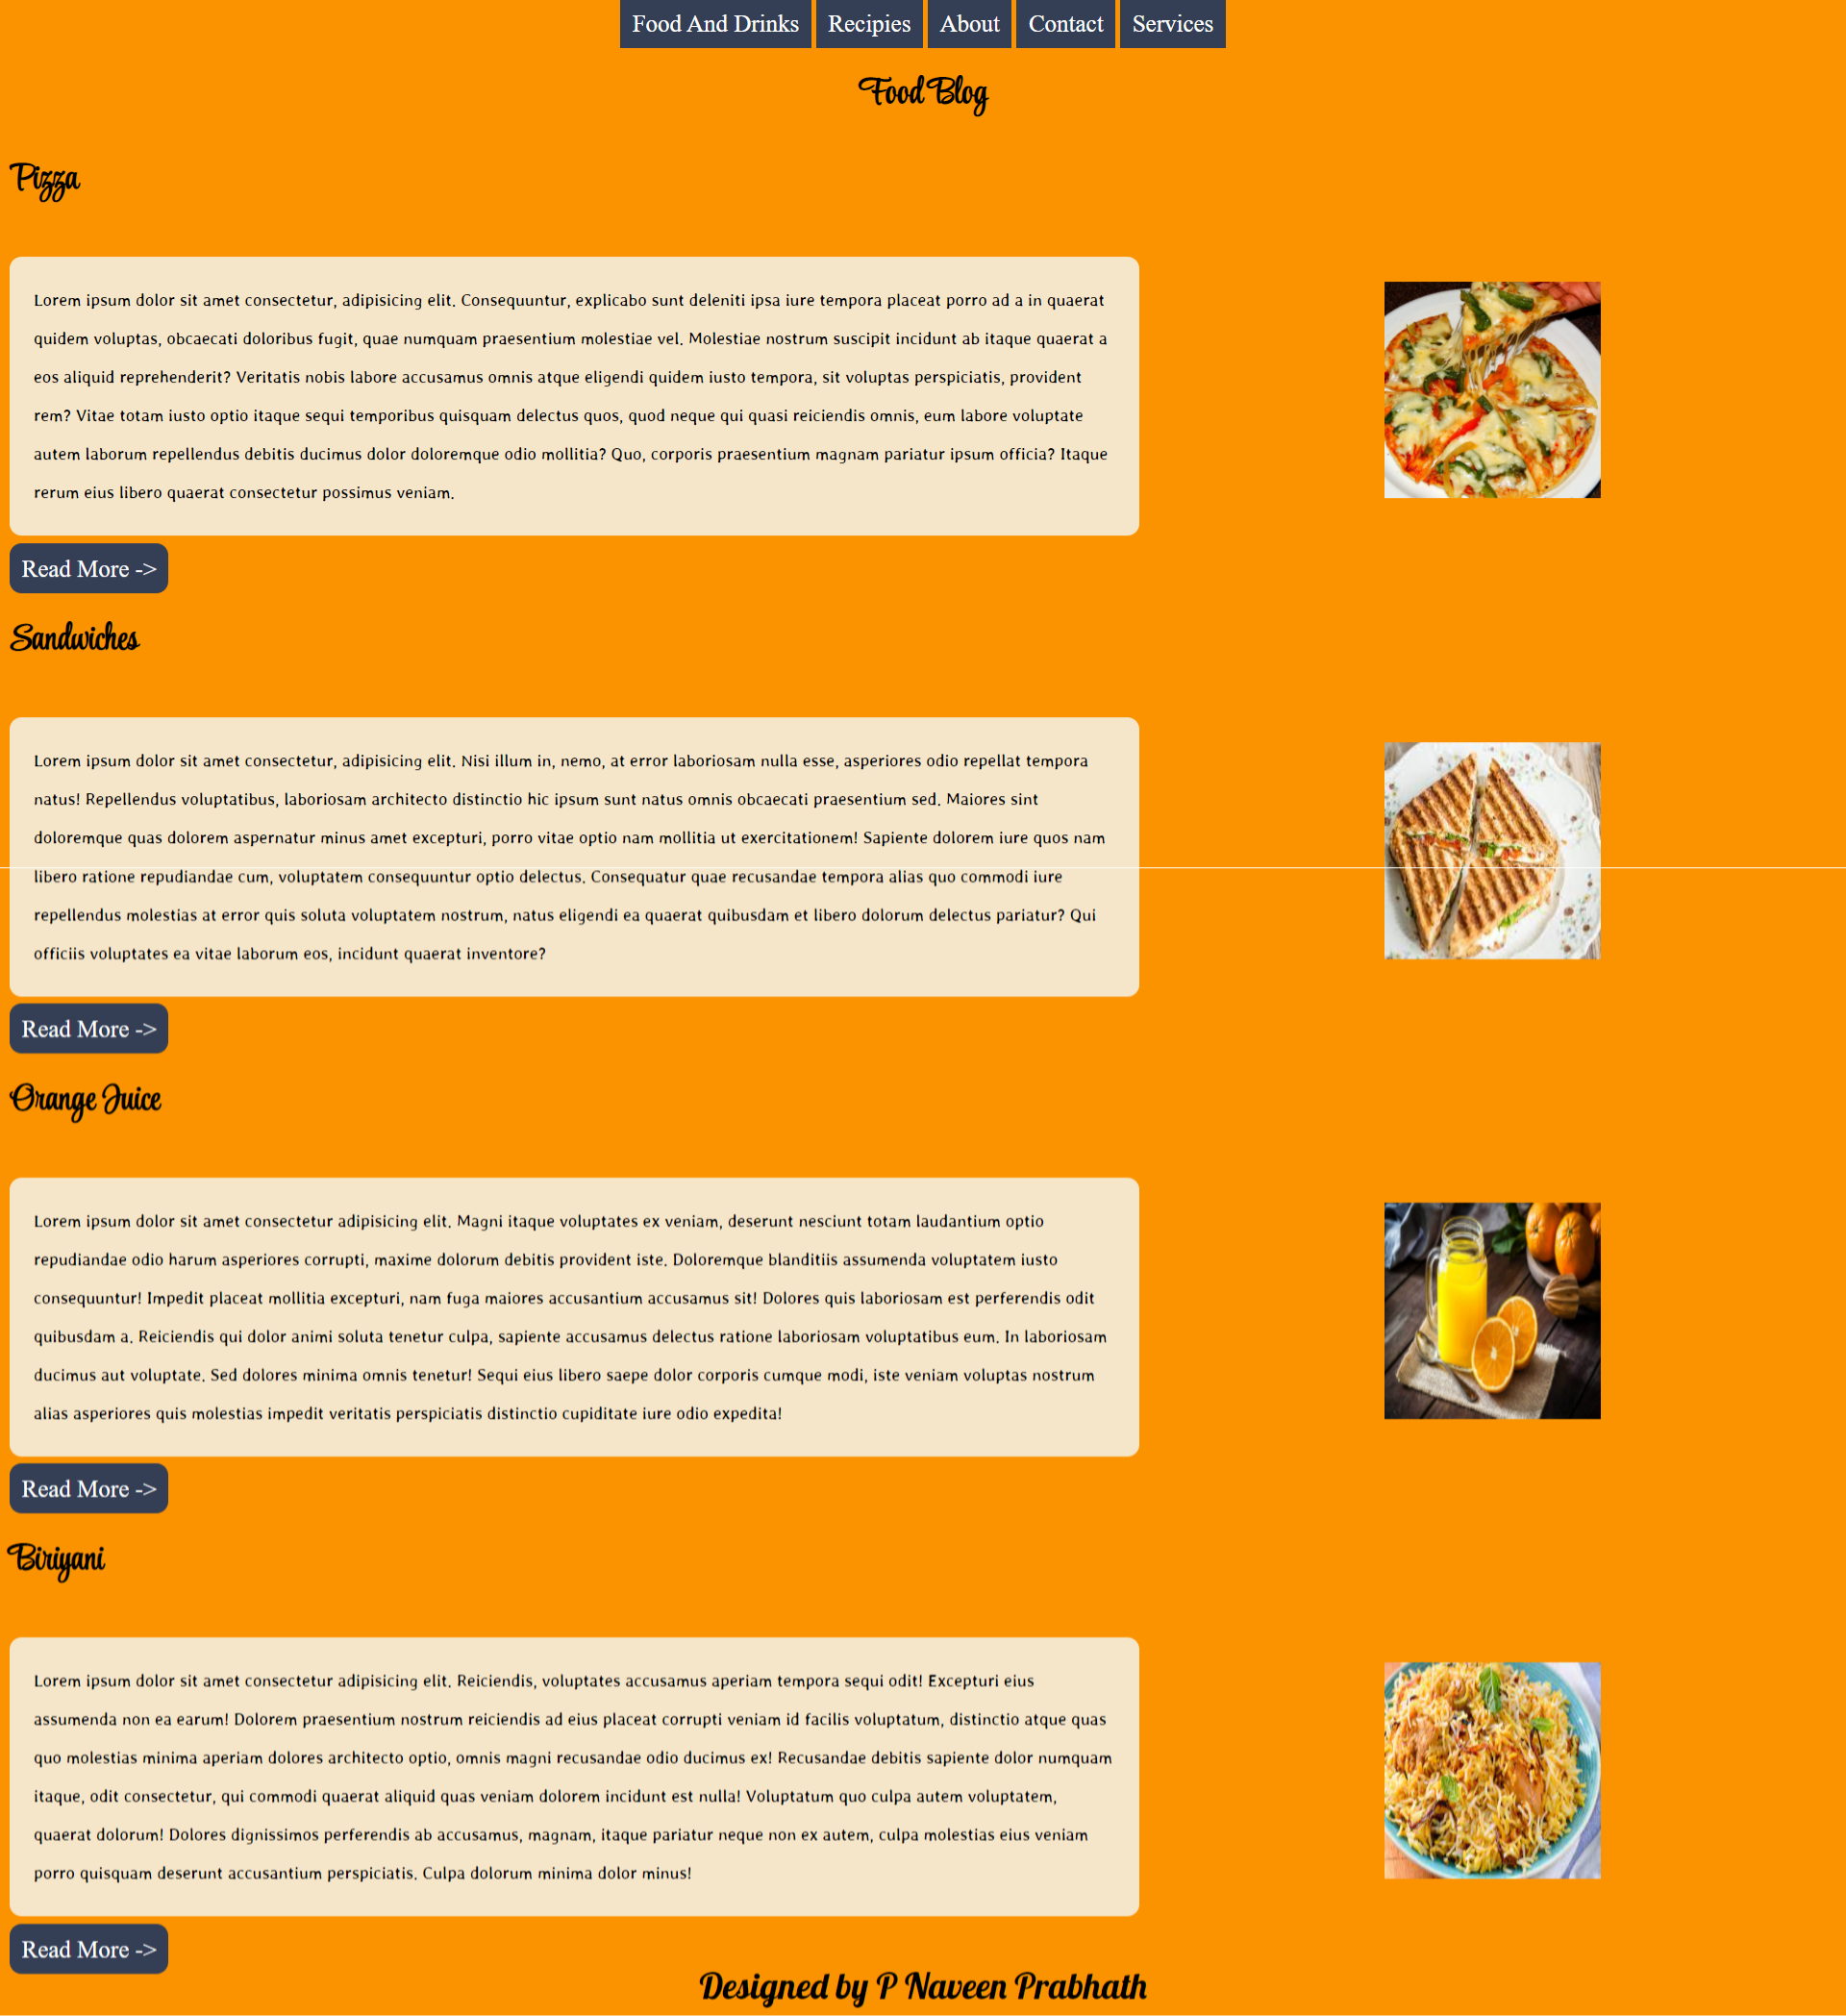 Food And Drinks Recipies About Contact Services
Food Blog
Pizza
Lorem ipsum dolor sit amet consectetur, adipisicing elit. Consequuntur, explicabo sunt deleniti ipsa iure tempora placeat porro ad a in quaerat
quidem voluptas, obcaecati doloribus fugit, quae numquam praesentium molestiae vel. Molestiae nostrum suscipit incidunt ab itaque quaerat a
eos aliquid reprehenderit? Veritatis nobis labore accusamus omnis atque eligendi quidem iusto tempora, sit voluptas perspiciatis, provident
rem? Vitae totam iusto optio itaque sequi temporibus quisquam delectus quos, quod neque qui quasi reiciendis omnis, eum labore voluptate
autem laborum repellendus debitis ducimus dolor doloremque odio mollitia? Quo, corporis praesentium magnam pariatur ipsum officia? Itaque
rerum eius libero quaerat consectetur possimus veniam.
Read More ->
Sandwiches
Lorem ipsum dolor sit amet consectetur, adipisicing elit. Nisi illum in, nemo, at error laboriosam nulla esse, asperiores odio repellat tempora
natus! Repellendus voluptatibus, laboriosam architecto distinctio hic ipsum sunt natus omnis obcaecati praesentium sed. Maiores sint
doloremque quas dolorem aspernatur minus amet excepturi, porro vitae optio nam mollitia ut exercitationem! Sapiente dolorem iure quos nam
libero ratione repudiandae cum, voluptatem consequuntur optio delectus. Consequatur quae recusandae tempora alias quo commodi iure
repellendus molestias at error quis soluta voluptatem nostrum, natus eligendi ea quaerat quibusdam et libero dolorum delectus pariatur? Qui
officiis voluptates ea vitae laborum eos, incidunt quaerat inventore?
Read More ->
Orange Juice
Lorem ipsum dolor sit amet consectetur adipisicing elit. Magni itaque voluptates ex veniam, deserunt nesciunt totam laudantium optio
repudiandae odio harum asperiores corrupti, maxime dolorum debitis provident iste. Doloremque blanditiis assumenda voluptatem iusto
consequuntur! Impedit placeat mollitia excepturi, nam fuga maiores accusantium accusamus sit! Dolores quis laboriosam est perferendis odit
quibusdam a. Reiciendis qui dolor animi soluta tenetur culpa, sapiente accusamus delectus ratione laboriosam voluptatibus eum. In laboriosam
ducimus aut voluptate. Sed dolores minima omnis tenetur! Sequi eius libero saepe dolor corporis cumque modi, iste veniam voluptas nostrum
alias asperiores quis molestias impedit veritatis perspiciatis distinctio cupiditate iure odio expedita!
Read More ->
Biriyani
Lorem ipsum dolor sit amet consectetur adipisicing elit. Reiciendis, voluptates accusamus aperiam tempora sequi odit! Excepturi eius
assumenda non ea earum! Dolorem praesentium nostrum reiciendis ad eius placeat corrupti veniam id facilis voluptatum, distinctio atque quas
quo molestias minima aperiam dolores architecto optio, omnis magni recusandae odio ducimus ex! Recusandae debitis sapiente dolor numquam
itaque, odit consectetur, qui commodi quaerat aliquid quas veniam dolorem incidunt est nulla! Voluptatum quo culpa autem voluptatem,
quaerat dolorum! Dolores dignissimos perferendis ab accusamus, magnam, itaque pariatur neque non ex autem, culpa molestias eius veniam
porro quisquam deserunt accusantium perspiciatis. Culpa dolorum minima dolor minus!
Read More ->
Designed by P Naveen Prabhath